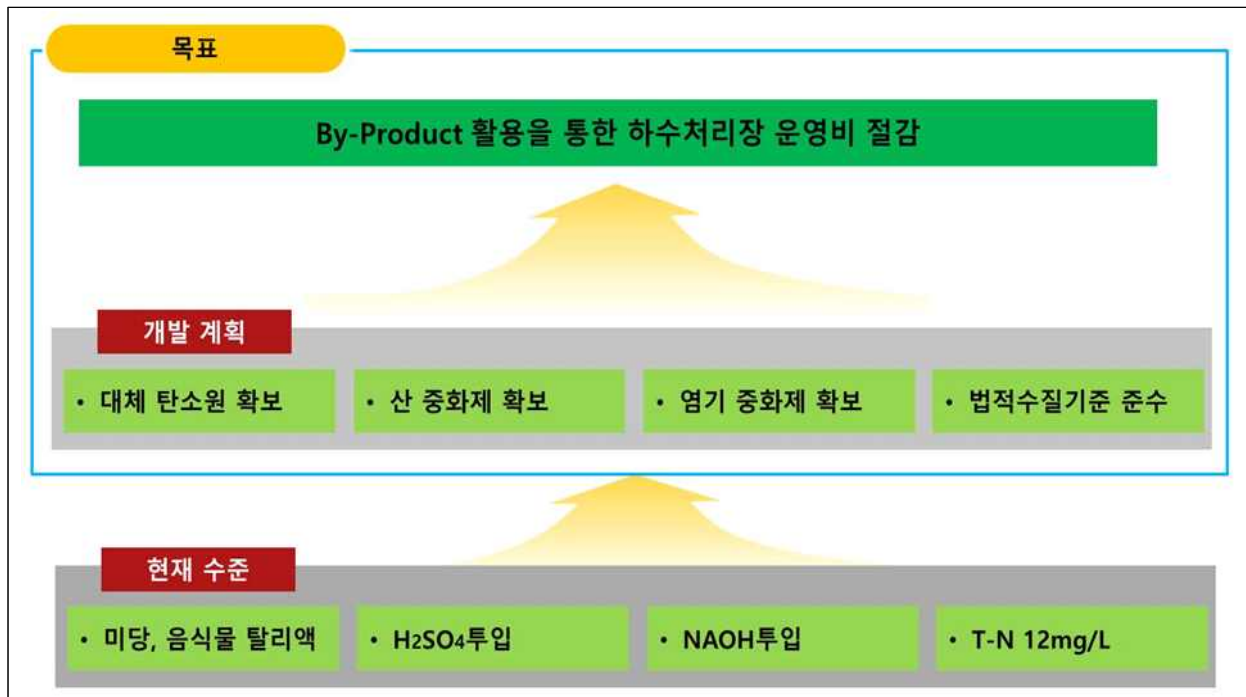 목표
By-Product 활용을 통한 하수처리장 운영비 절감
개발 계획
• 대체 탄소원 확보
• 산 중화제 확보
• 염기 중화제 확보
• 법적수질기준 준수
현재 수준
• 미당, 음식물 탈리액
• H2SO4투입
• NAOH투입
• T-N 12mg/L